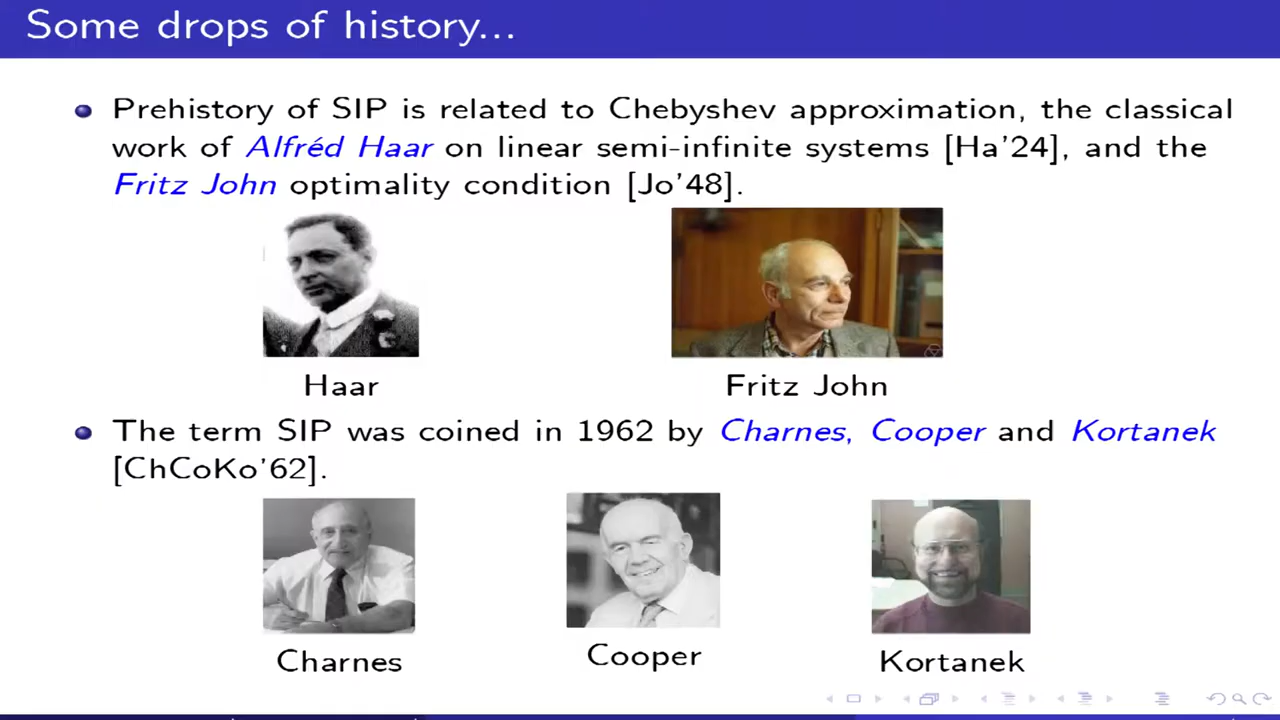 Some drops of history...
Prehistory of SIP is related to Chebyshev approximation, the classical
work of Alfréd Haar on linear semi-infinite systems [Ha'24], and the
Fritz John optimality condition [Jo'48].
Haar
Fritz John
The term SIP was coined in 1962 by Charnes, Cooper and Kortanek
[ChCoKo'62].
Charnes
Cooper
Kortanek